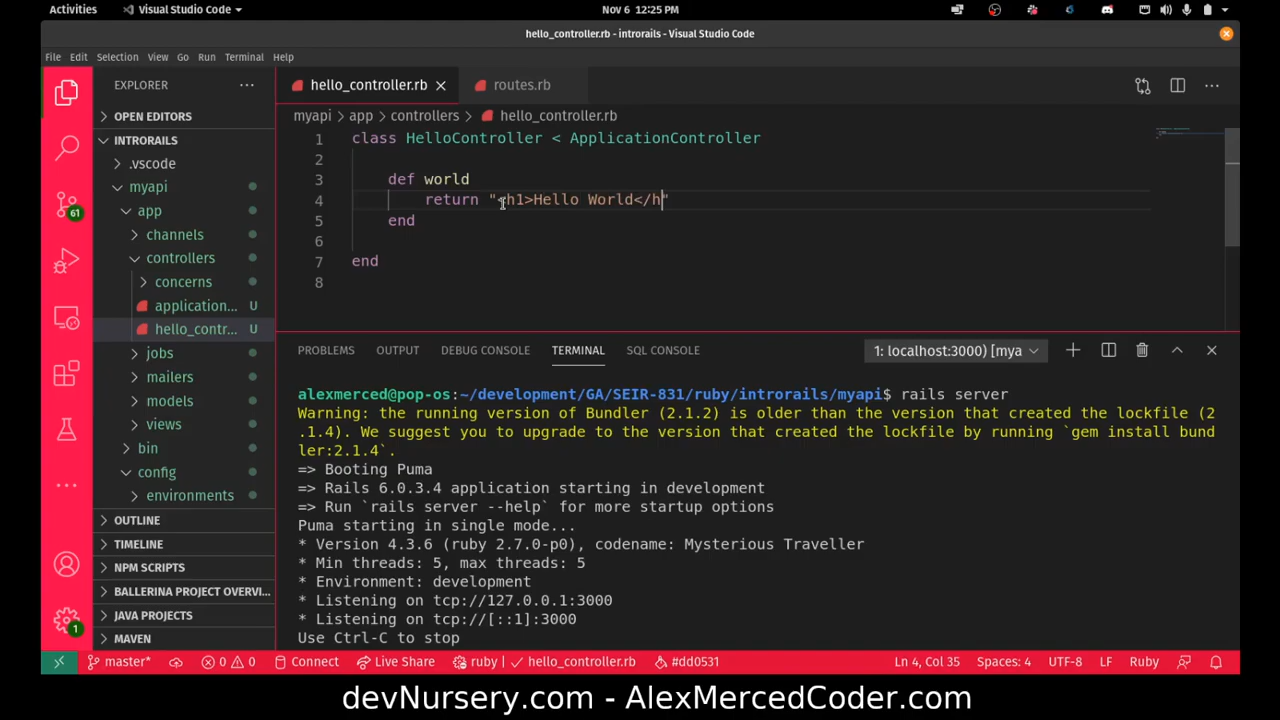 Activities
Visual Studio Code
Nov 6 12:25 PM
hello_controller.rb - introrails - Visual Studio Code
File Edit Selection View Go Run Terminal Help
EXPLORER
hello_controller.rb
routes.rb
OPEN EDITORS
INTRORAILS
.vscode
myapi
app
channels
controllers
concerns
application... U
hello_contr... U
jobs
mailers
models
views
bin
config
environments
OUTLINE
TIMELINE
NPM SCRIPTS
BALLERINA PROJECT OVERVI...
JAVA PROJECTS
MAVEN
61
1
myapi > app > controllers > hello_controller.rb
1 class HelloController < ApplicationController
2
3 def world
4 return "<h1>Hello World</h"
5 end
6
7 end
8
PROBLEMS OUTPUT DEBUG CONSOLE TERMINAL SQL CONSOLE
1: localhost:3000) [mya
alexmerced@pop-os:~/development/GA/SEIR-831/ruby/introrails/myapi$ rails server
Warning: the running version of Bundler (2.1.2) is older than the version that created the lockfile (2
.1.4). We suggest you to upgrade to the version that created the lockfile by running `gem install bund
ler:2.1.4`.
=> Booting Puma
=> Rails 6.0.3.4 application starting in development
=> Run `rails server --help` for more startup options
Puma starting in single mode...
* Version 4.3.6 (ruby 2.7.0-p0), codename: Mysterious Traveller
* Min threads: 5, max threads: 5
* Environment: development
* Listening on tcp://127.0.0.1:3000
* Listening on tcp://[::1]:3000
Use Ctrl-C to stop
master* 0 0 Connect Live Share ruby | hello_controller.rb #dd0531 Ln 4, Col 35 Spaces: 4 UTF-8 LF Ruby
devNursery.com - AlexMercedCoder.com